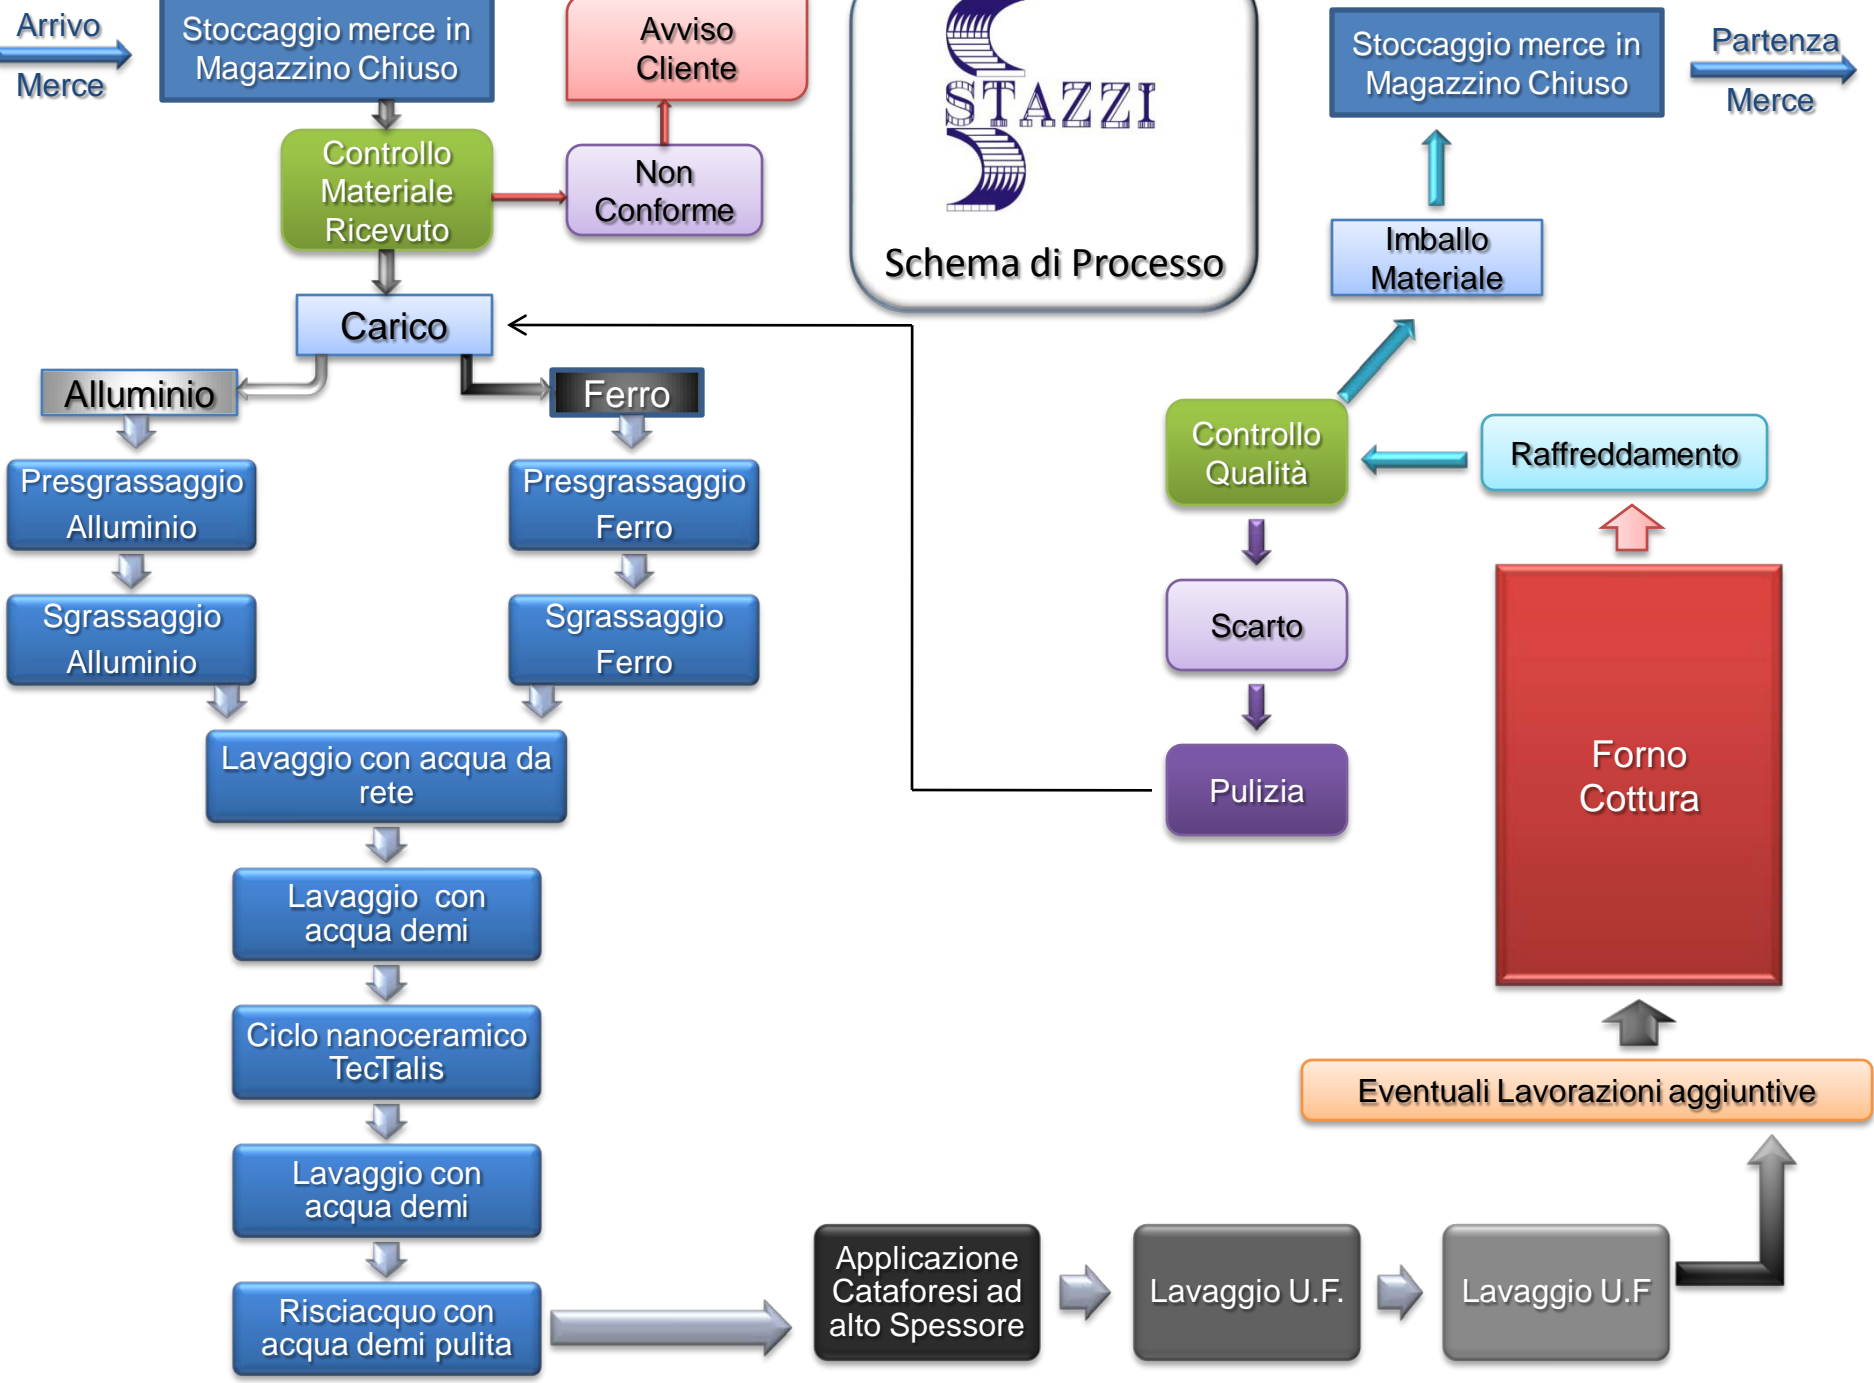 Arrivo
Merce
Stoccaggio merce in
Magazzino Chiuso
Avviso
Cliente
STAZZI
Schema di Processo
Stoccaggio merce in
Magazzino Chiuso
Partenza
Merce
Controllo
Materiale
Ricevuto
Non
Conforme
Imballo
Materiale
Carico
Alluminio
Ferro
Presgrassaggio
Alluminio
Presgrassaggio
Ferro
Sgrassaggio
Alluminio
Sgrassaggio
Ferro
Lavaggio con acqua da
rete
Lavaggio con
acqua demi
Ciclo nanoceramico
TecTalis
Lavaggio con
acqua demi
Risciacquo con
acqua demi pulita
Applicazione
Cataforesi ad
alto Spessore
Lavaggio U.F.
Lavaggio U.F
Eventuali Lavorazioni aggiuntive
Forno
Cottura
Raffreddamento
Controllo
Qualità
Scarto
Pulizia